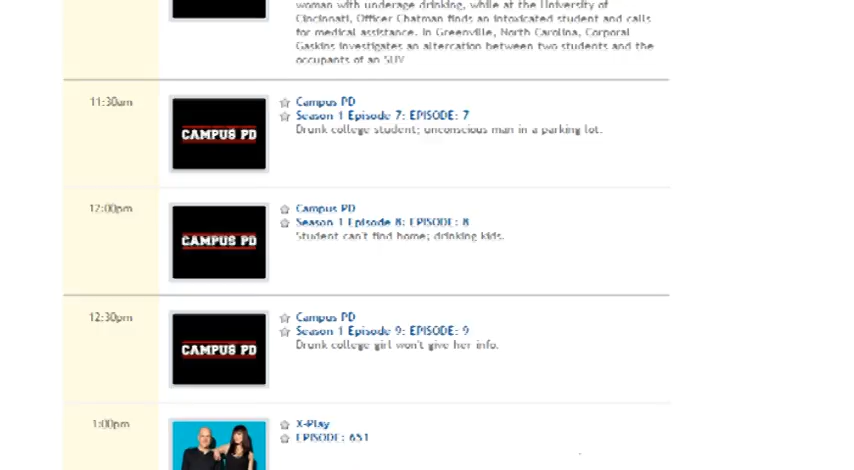 woman with underage drinking, while at the University of
Cincinnati, Officer Chatman finds an intoxicated student and calls
for medical assistance. In Greenville, North Carolina, Corporal
Gaskins investigates an altercation between two students and the
occupants of an SUV
11:30am
CAMPUS PD
Campus PD
Season 1 Episode 7: EPISODE: 7
Drunk college student; unconscious man in a parking lot.
12:00pm
CAMPUS PD
Campus PD
Season 1 Episode 8: EPISODE: 8
Student can't find home; drinking kids.
12:30pm
CAMPUS PD
Campus PD
Season 1 Episode 9: EPISODE: 9
Drunk college girl won't give her info.
1:00pm
X-Play
EPISODE: 651